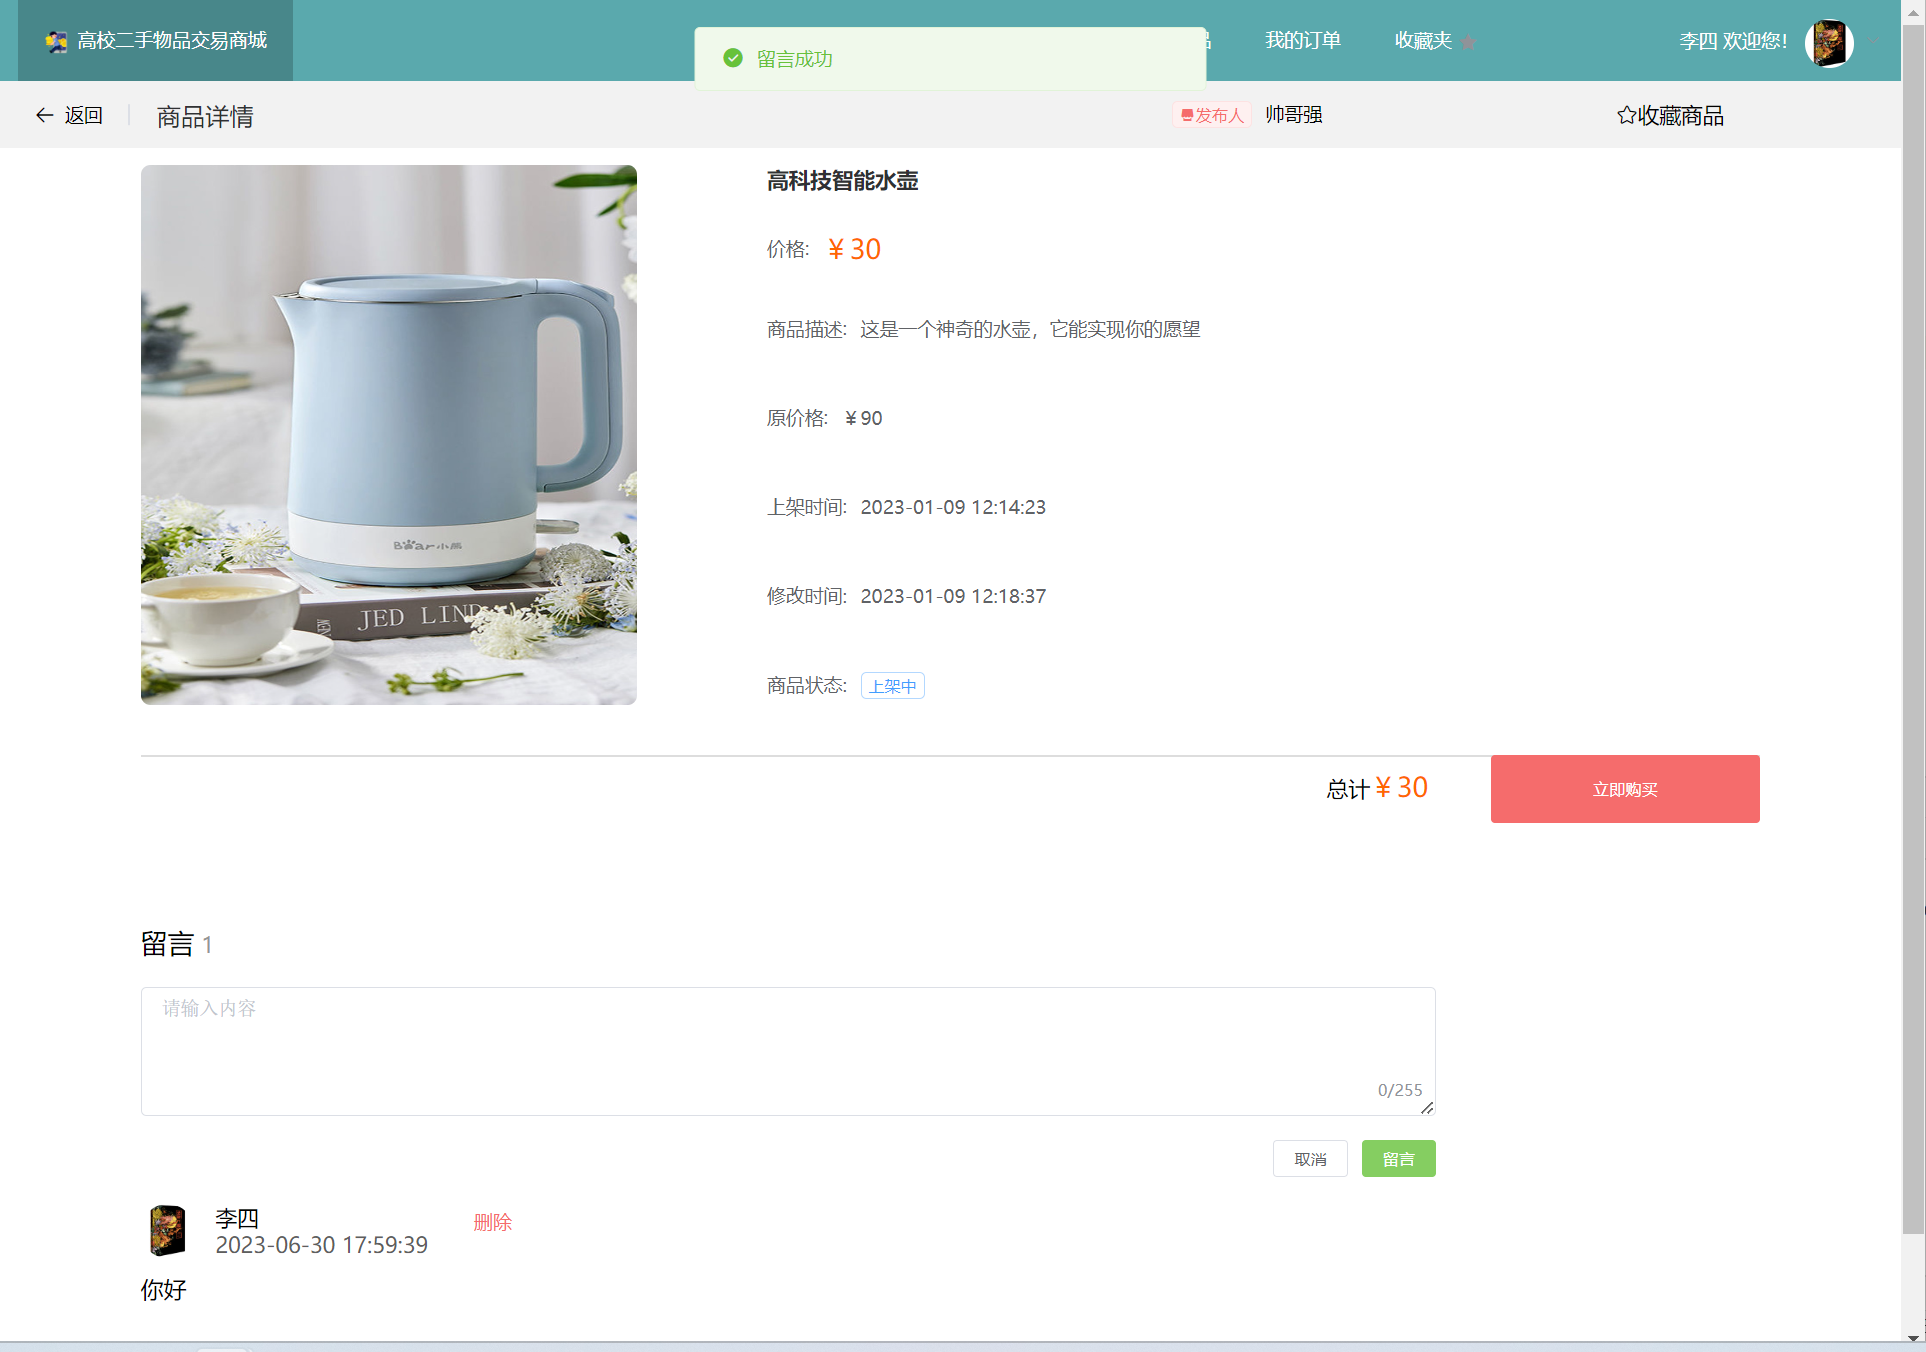 高校二手物品交易商城
留言成功
我的订单
收藏夹
李四 欢迎您!
返回
商品详情
发布人
帅哥强
收藏商品
高科技智能水壶
价格: ¥ 30
商品描述: 这是一个神奇的水壶，它能实现你的愿望
原价格: ¥ 90
上架时间: 2023-01-09 12:14:23
修改时间: 2023-01-09 12:18:37
商品状态: 上架中
Bear小熊
JED LIND
总计 ¥ 30
立即购买
留言 1
请输入内容
0/255
取消
留言
李四
删除
2023-06-30 17:59:39
你好